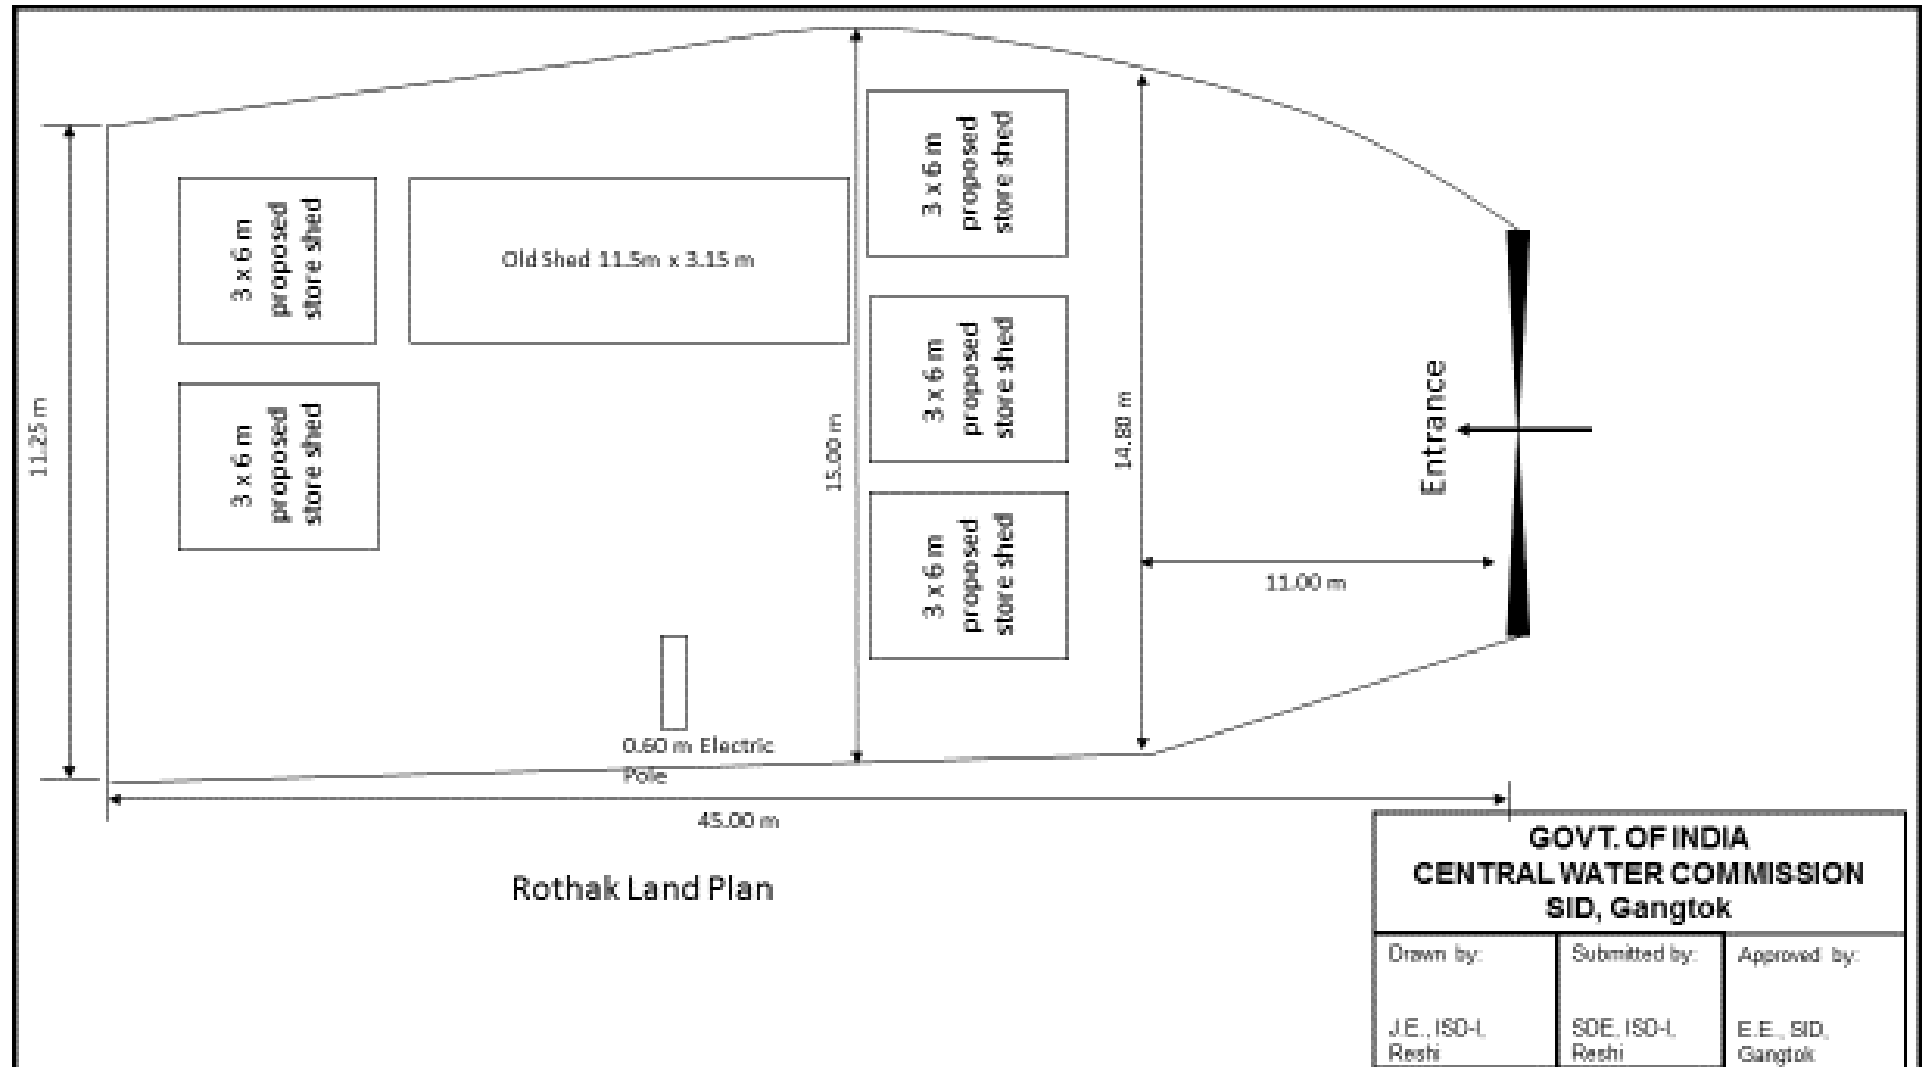 3 x 6 m
proposed
store shed
Old Shed 11.5m x 3.15 m
3 x 6 m
proposed
store shed
3 x 6 m
proposed
store shed
3 x 6 m
proposed
store shed
3 x 6 m
proposed
store shed
11.25 m
15.00 m
14.80 m
Entrance
11.00 m
0.60 m Electric
Pole
45.00 m
Rothak Land Plan
GOVT. OF INDIA
CENTRAL WATER COMMISSION
SID, Gangtok
Drawn by:
J.E., ISD-I,
Reshi
Submitted by:
SDE, ISD-I,
Reshi
Approved by:
E.E., SID,
Gangtok